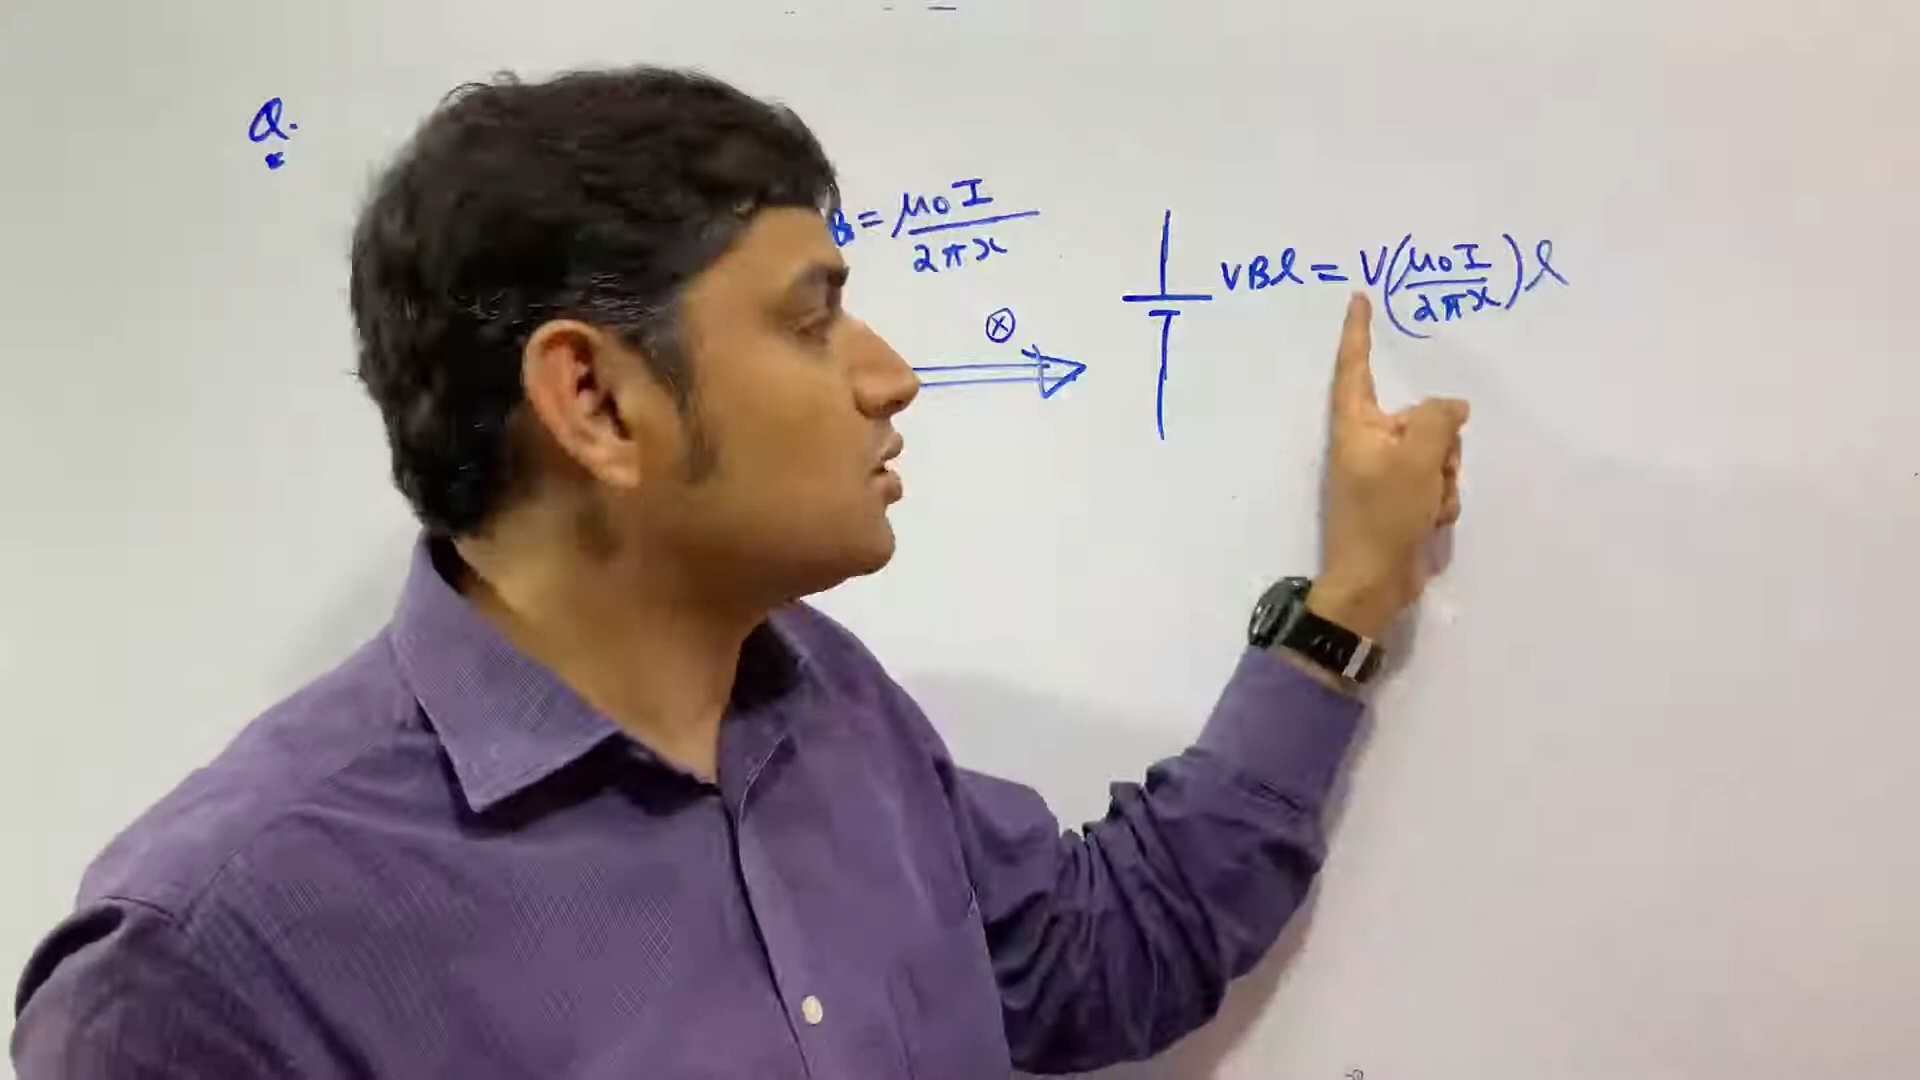 Q.
B = μ₀I / 2πx
vBl = V(μ₀I / 2πx)l
⊗